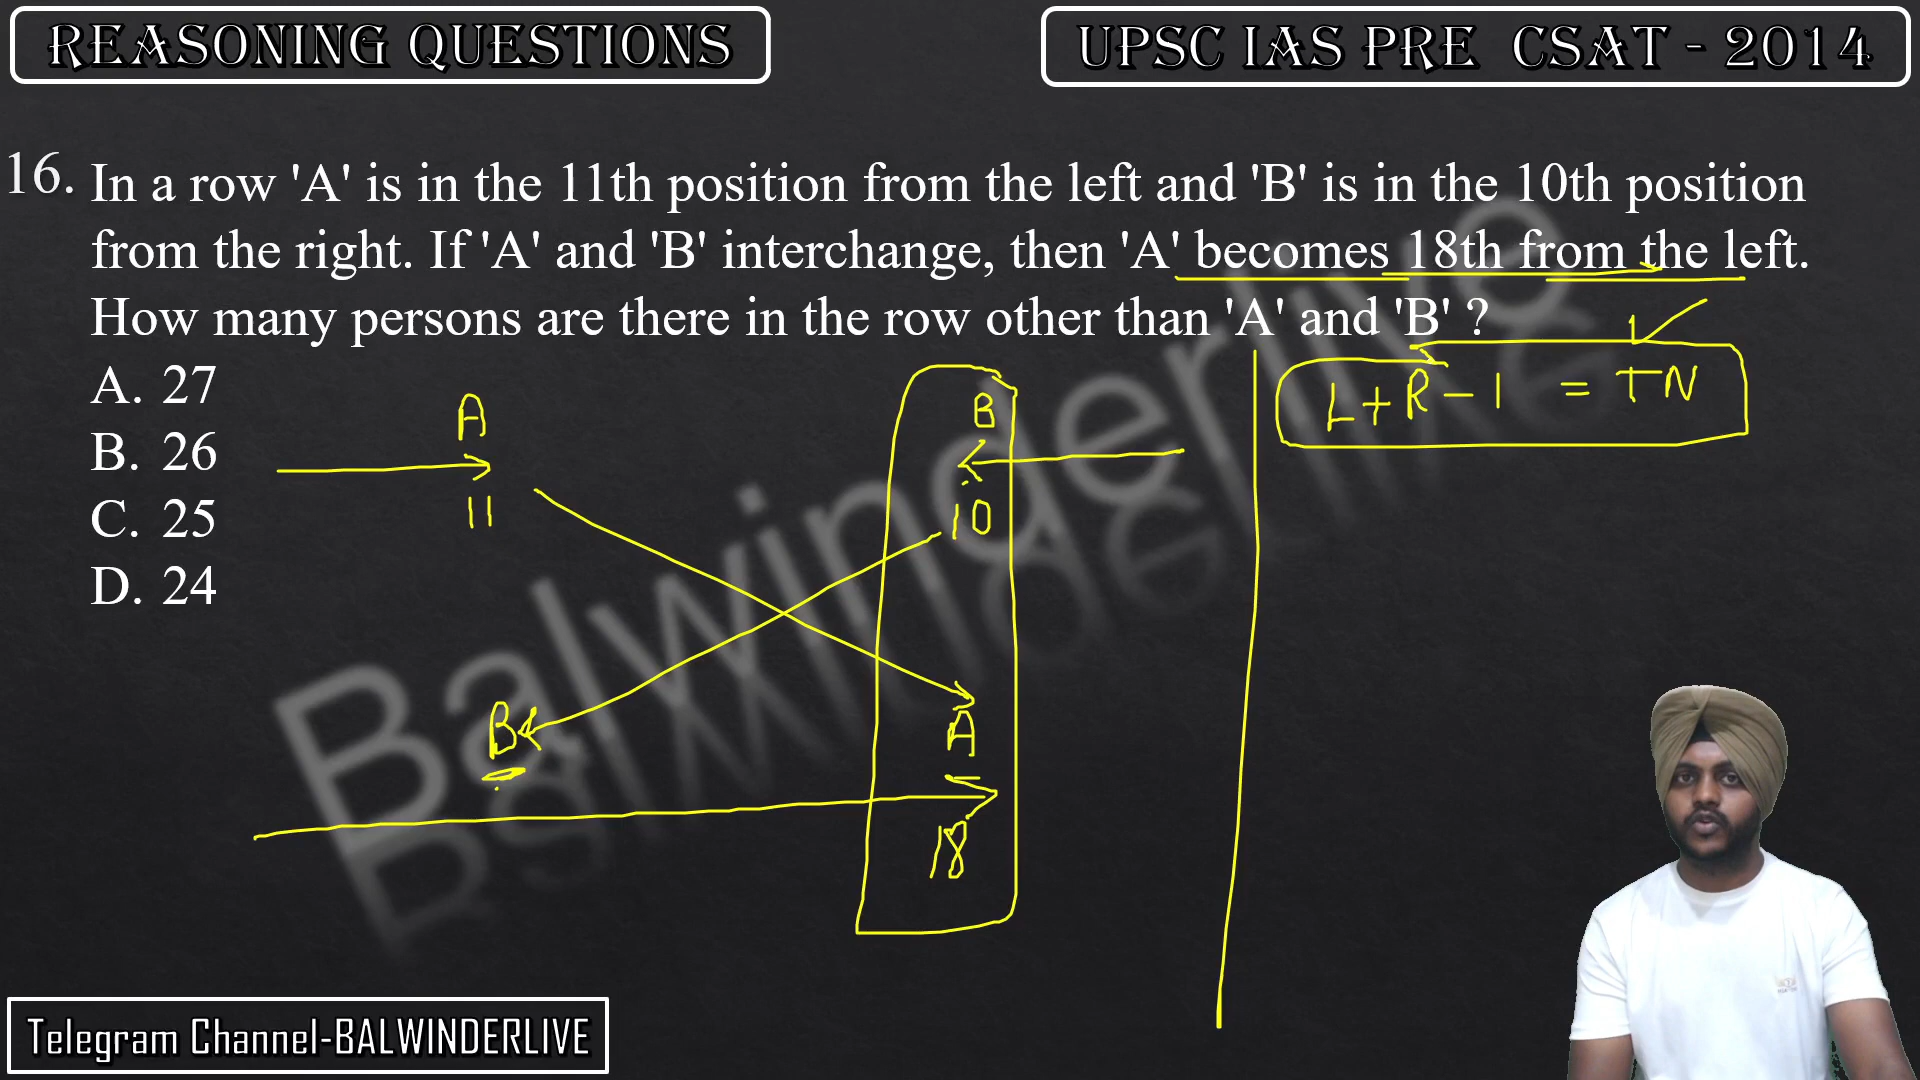 REASONING QUESTIONS
UPSC IAS PRE CSAT - 2014
16. In a row 'A' is in the 11th position from the left and 'B' is in the 10th position
from the right. If 'A' and 'B' interchange, then 'A' becomes 18th from the left.
How many persons are there in the row other than 'A' and 'B' ?
A. 27
B. 26
C. 25
D. 24
L + R - 1 = TN
A
B
11
10
B
A
18
Balwinderlive
Telegram Channel-BALWINDERLIVE